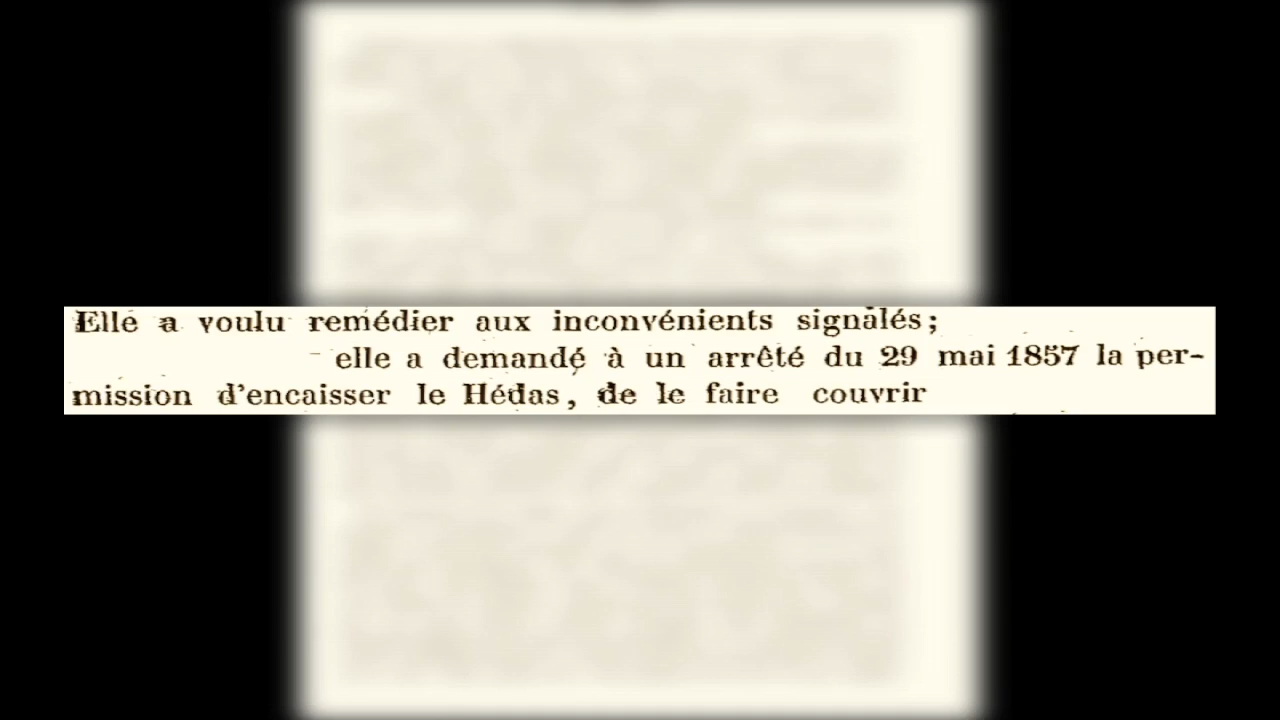 Elle a voulu remédier aux inconvénients signalés;
elle a demandé à un arrêté du 29 mai 1857 la per-
mission d'encaisser le Hédas, de le faire couvrir